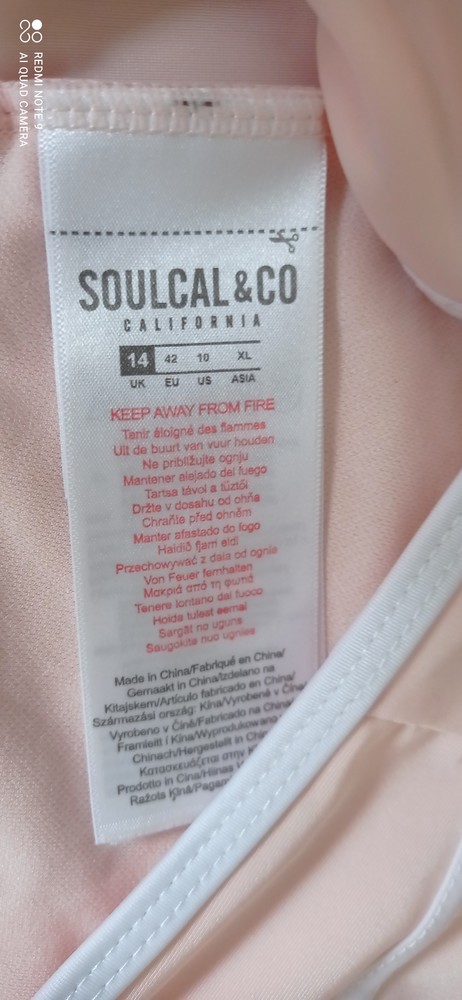 REDMI NOTE 9
AI QUAD CAMERA
SOULCAL&CO
CALIFORNIA
14 42 10 XL
UK EU US ASIA
KEEP AWAY FROM FIRE
Tenir éloigné des flammes
Uit de buurt van vuur houden
Ne približujte ognju
Mantener alejado del fuego
Tartsa távol a tűztől
Držte v dosahu od ohňa
Chraňte před ohněm
Manter afastado do fogo
Haldið fjarri eldi
Przechowywać z dala od ognia
Von Feuer fernhalten
Μακριά από τη φωτιά
Tenere lontano dal fuoco
Hoida tulest eemal
Sargāt no uguns
Saugokite nuo ugnies
Made in China/Fabriqué en China/
Gemaakt in China/Izdelano na
Kitajskem/Artículo fabricado en China/
Származási ország: Kína/Vyrobené v Číne/
Vyrobeno v Číně/Fabricado na China/
Framleitt í Kína/Wyprodukowano
Chinach/Hergestellt in China/
Κατασκευάζεται στην
Prodotto in Cina/Hiinas
Ražots Ķīnā/